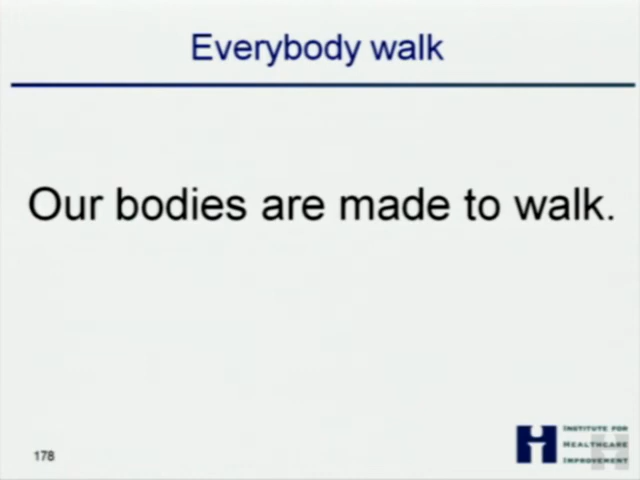 Everybody walk
Our bodies are made to walk.
178
INSTITUTE FOR
HEALTHCARE
IMPROVEMENT